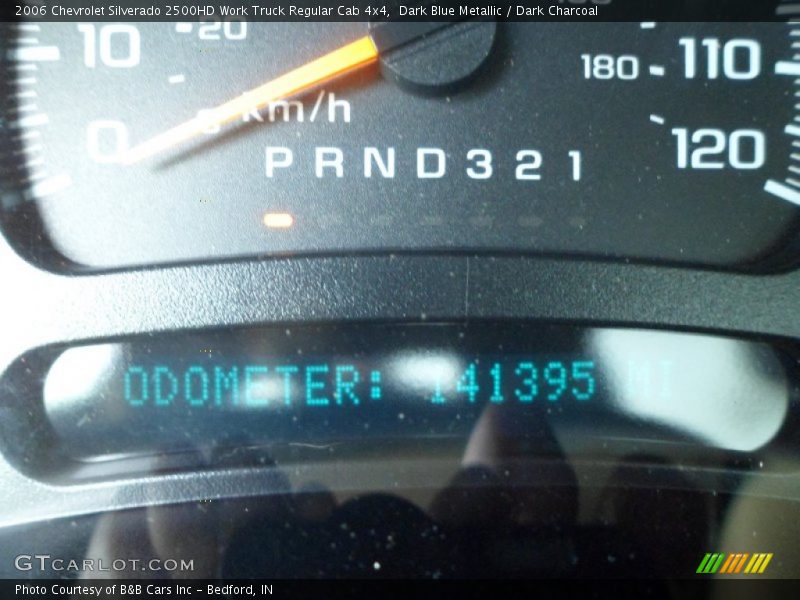 2006 Chevrolet Silverado 2500HD Work Truck Regular Cab 4x4,  Dark Blue Metallic / Dark Charcoal
10 20 180 110
0 km/h 120
P R N D 3 2 1
ODOMETER: 141395 MI
GTCARLOT.COM
Photo Courtesy of B&B Cars Inc – Bedford, IN